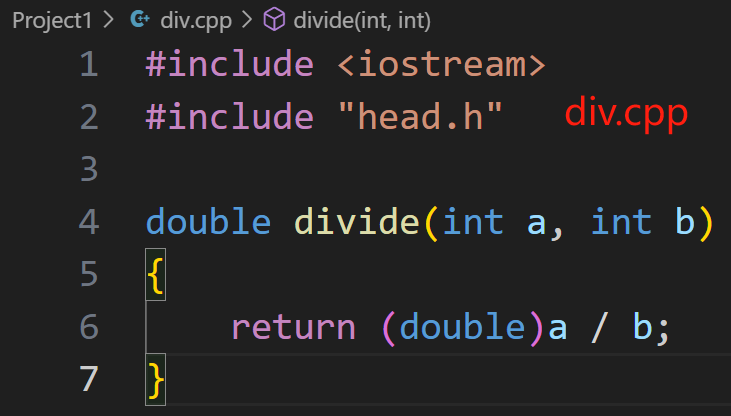 Project1 > div.cpp > divide(int, int)
1 #include <iostream>
2 #include "head.h" div.cpp
3
4 double divide(int a, int b)
5 {
6     return (double)a / b;
7 }